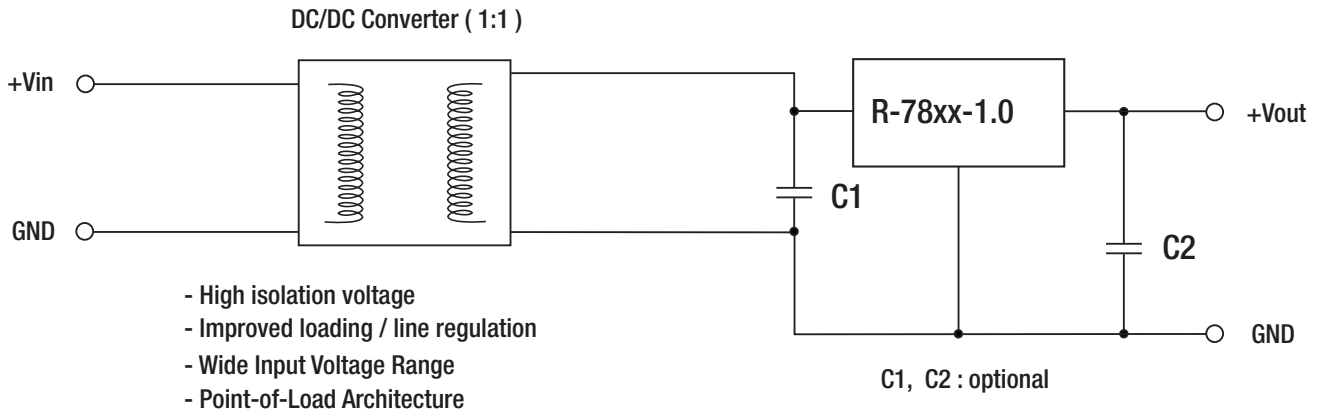 DC/DC Converter ( 1:1 )
+Vin
R-78xx-1.0
+Vout
C1
GND
C2
- High isolation voltage
- Improved loading / line regulation
- Wide Input Voltage Range
- Point-of-Load Architecture
GND
C1, C2 : optional